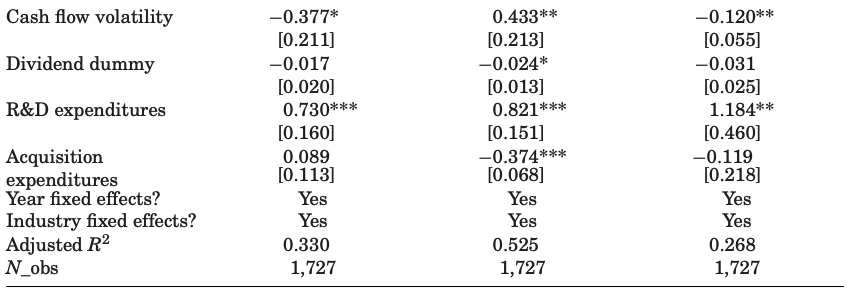 Cash flow volatility −0.377* 0.433** −0.120**
[0.211] [0.213] [0.055]
Dividend dummy −0.017 −0.024* −0.031
[0.020] [0.013] [0.025]
R&D expenditures 0.730*** 0.821*** 1.184**
[0.160] [0.151] [0.460]
Acquisition 0.089 −0.374*** −0.119
expenditures [0.113] [0.068] [0.218]
Year fixed effects? Yes Yes Yes
Industry fixed effects? Yes Yes Yes
Adjusted R² 0.330 0.525 0.268
N_obs 1,727 1,727 1,727